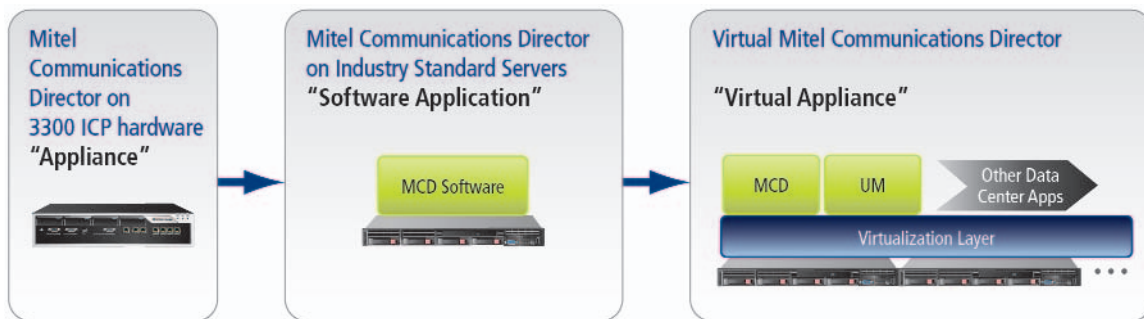 Mitel
Communications
Director on
3300 ICP hardware
“Appliance”
Mitel Communications Director
on Industry Standard Servers
“Software Application”
MCD Software
Virtual Mitel Communications Director
“Virtual Appliance”
MCD
UM
Other Data
Center Apps
Virtualization Layer